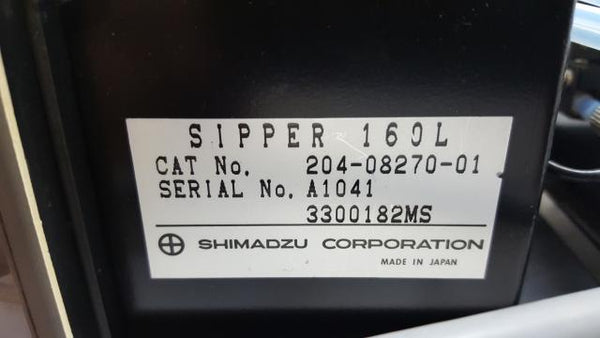 SIPPER 160L
CAT No. 204-08270-01
SERIAL No. A1041
3300182MS
SHIMADZU CORPORATION
MADE IN JAPAN